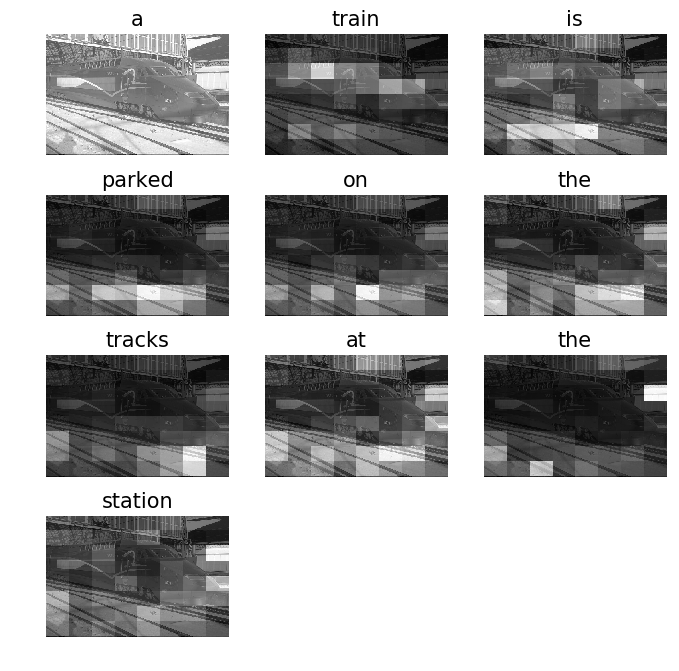 a train is
parked on the
tracks at the
station